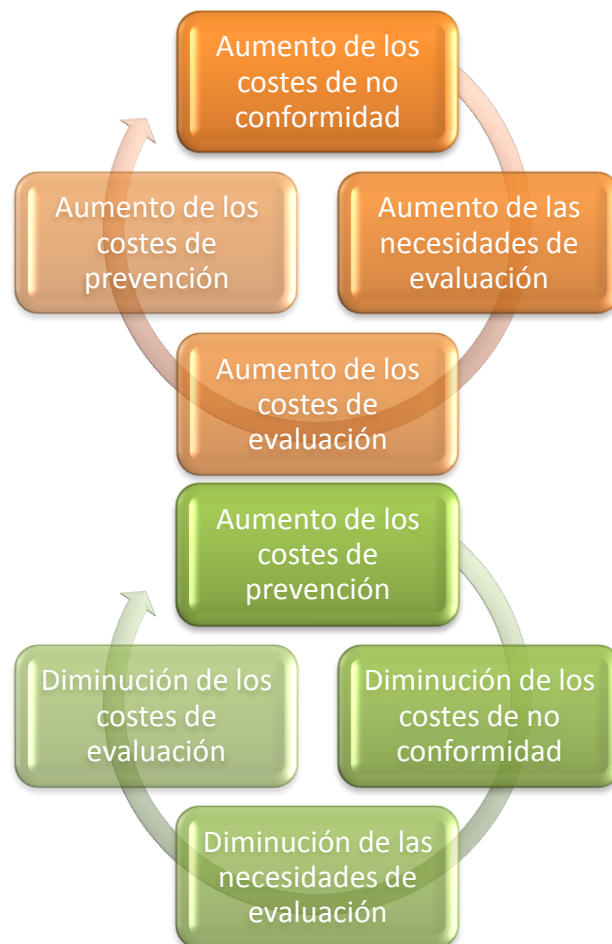 Aumento de los
costes de no
conformidad
Aumento de las
necesidades de
evaluación
Aumento de los
costes de
evaluación
Aumento de los
costes de
prevención
Aumento de los
costes de
prevención
Diminución de los
costes de no
conformidad
Diminución de las
necesidades de
evaluación
Diminución de los
costes de
evaluación